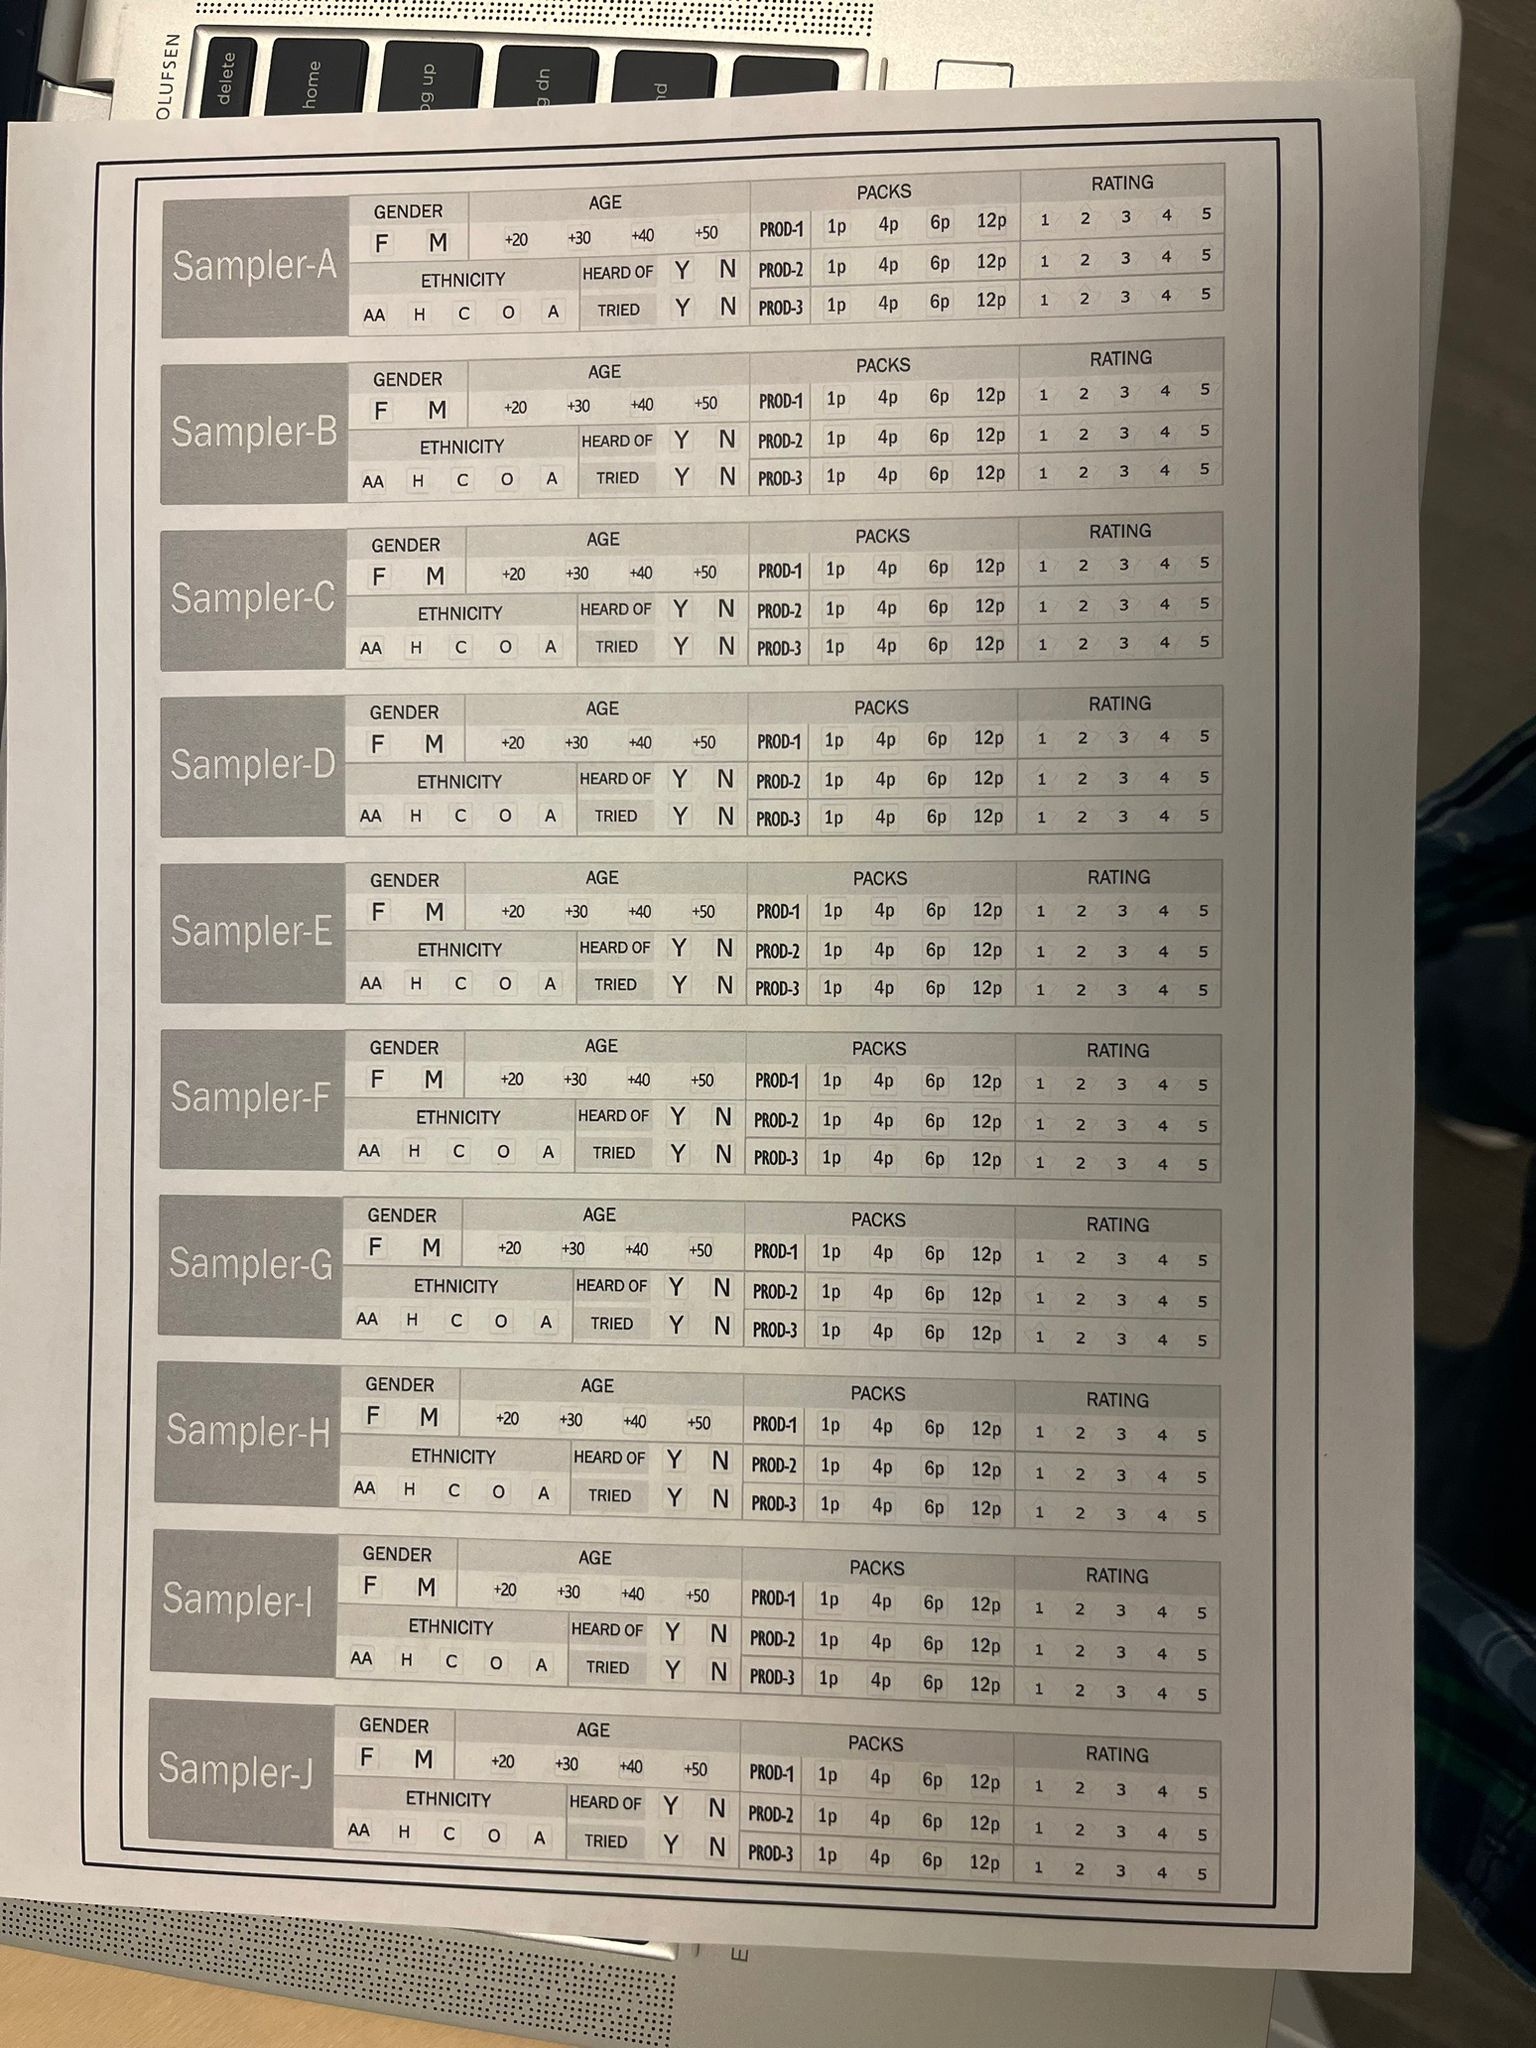 OLUFSEN
delete
home
pg up
pg dn
nd
GENDER AGE PACKS RATING
Sampler-A
F M +20 +30 +40 +50 PROD-1 1p 4p 6p 12p 1 2 3 4 5
ETHNICITY HEARD OF Y N PROD-2 1p 4p 6p 12p 1 2 3 4 5
AA H C O A TRIED Y N PROD-3 1p 4p 6p 12p 1 2 3 4 5
GENDER AGE PACKS RATING
Sampler-B
F M +20 +30 +40 +50 PROD-1 1p 4p 6p 12p 1 2 3 4 5
ETHNICITY HEARD OF Y N PROD-2 1p 4p 6p 12p 1 2 3 4 5
AA H C O A TRIED Y N PROD-3 1p 4p 6p 12p 1 2 3 4 5
GENDER AGE PACKS RATING
Sampler-C
F M +20 +30 +40 +50 PROD-1 1p 4p 6p 12p 1 2 3 4 5
ETHNICITY HEARD OF Y N PROD-2 1p 4p 6p 12p 1 2 3 4 5
AA H C O A TRIED Y N PROD-3 1p 4p 6p 12p 1 2 3 4 5
GENDER AGE PACKS RATING
Sampler-D
F M +20 +30 +40 +50 PROD-1 1p 4p 6p 12p 1 2 3 4 5
ETHNICITY HEARD OF Y N PROD-2 1p 4p 6p 12p 1 2 3 4 5
AA H C O A TRIED Y N PROD-3 1p 4p 6p 12p 1 2 3 4 5
GENDER AGE PACKS RATING
Sampler-E
F M +20 +30 +40 +50 PROD-1 1p 4p 6p 12p 1 2 3 4 5
ETHNICITY HEARD OF Y N PROD-2 1p 4p 6p 12p 1 2 3 4 5
AA H C O A TRIED Y N PROD-3 1p 4p 6p 12p 1 2 3 4 5
GENDER AGE PACKS RATING
Sampler-F
F M +20 +30 +40 +50 PROD-1 1p 4p 6p 12p 1 2 3 4 5
ETHNICITY HEARD OF Y N PROD-2 1p 4p 6p 12p 1 2 3 4 5
AA H C O A TRIED Y N PROD-3 1p 4p 6p 12p 1 2 3 4 5
GENDER AGE PACKS RATING
Sampler-G
F M +20 +30 +40 +50 PROD-1 1p 4p 6p 12p 1 2 3 4 5
ETHNICITY HEARD OF Y N PROD-2 1p 4p 6p 12p 1 2 3 4 5
AA H C O A TRIED Y N PROD-3 1p 4p 6p 12p 1 2 3 4 5
GENDER AGE PACKS RATING
Sampler-H
F M +20 +30 +40 +50 PROD-1 1p 4p 6p 12p 1 2 3 4 5
ETHNICITY HEARD OF Y N PROD-2 1p 4p 6p 12p 1 2 3 4 5
AA H C O A TRIED Y N PROD-3 1p 4p 6p 12p 1 2 3 4 5
GENDER AGE PACKS RATING
Sampler-I
F M +20 +30 +40 +50 PROD-1 1p 4p 6p 12p 1 2 3 4 5
ETHNICITY HEARD OF Y N PROD-2 1p 4p 6p 12p 1 2 3 4 5
AA H C O A TRIED Y N PROD-3 1p 4p 6p 12p 1 2 3 4 5
GENDER AGE PACKS RATING
Sampler-J
F M +20 +30 +40 +50 PROD-1 1p 4p 6p 12p 1 2 3 4 5
ETHNICITY HEARD OF Y N PROD-2 1p 4p 6p 12p 1 2 3 4 5
AA H C O A TRIED Y N PROD-3 1p 4p 6p 12p 1 2 3 4 5
E